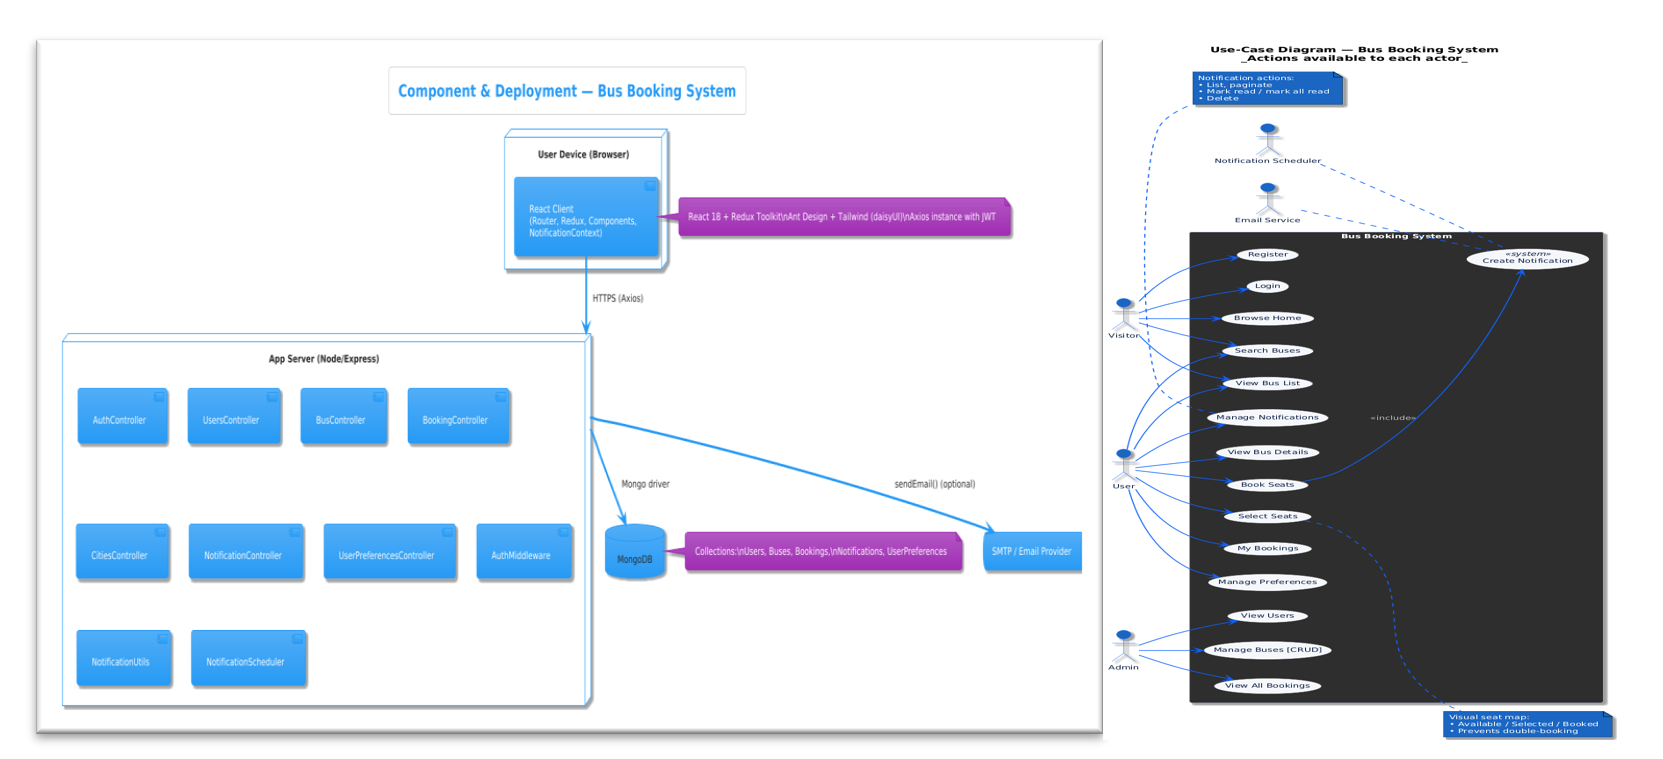 Component & Deployment — Bus Booking System
User Device (Browser)
React Client
(Router, Redux, Components,
NotificationContext)
React 18 + Redux Toolkit\nAnt Design + Tailwind (daisyUI)\nAxios instance with JWT
HTTPS (Axios)
App Server (Node/Express)
AuthController
UsersController
BusController
BookingController
CitiesController
NotificationController
UserPreferencesController
AuthMiddleware
NotificationUtils
NotificationScheduler
Mongo driver
sendEmail() (optional)
MongoDB
Collections:\nUsers, Buses, Bookings,\nNotifications, UserPreferences
SMTP / Email Provider
Use-Case Diagram — Bus Booking System
_Actions available to each actor_
Notification actions:
• List, paginate
• Mark read / mark all read
• Delete
Notification Scheduler
Email Service
Bus Booking System
«system»
Create Notification
Register
Login
Browse Home
Search Buses
View Bus List
Manage Notifications
View Bus Details
Book Seats
Select Seats
My Bookings
Manage Preferences
View Users
Manage Buses [CRUD]
View All Bookings
«include»
Visitor
User
Admin
Visual seat map:
• Available / Selected / Booked
• Prevents double-booking